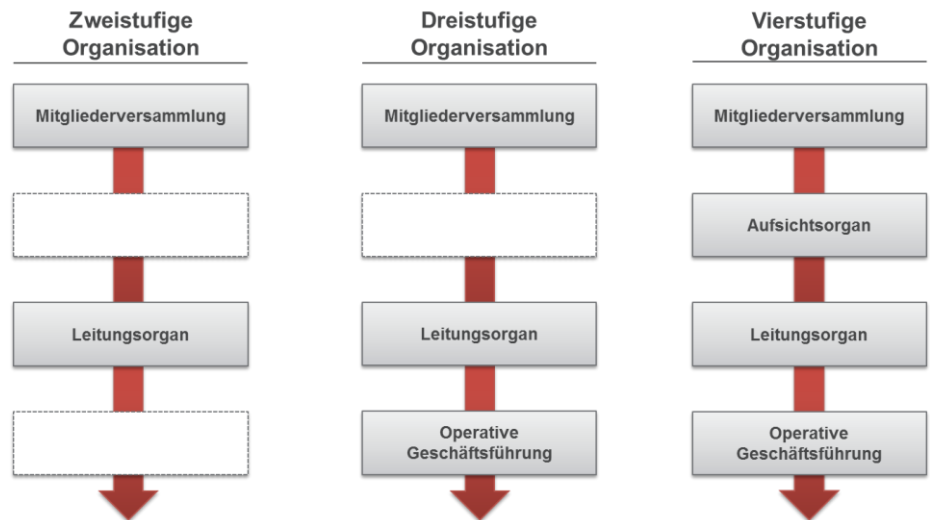 Zweistufige
Organisation
Dreistufige
Organisation
Vierstufige
Organisation
Mitgliederversammlung
Mitgliederversammlung
Mitgliederversammlung
Aufsichtsorgan
Leitungsorgan
Leitungsorgan
Leitungsorgan
Operative
Geschäftsführung
Operative
Geschäftsführung